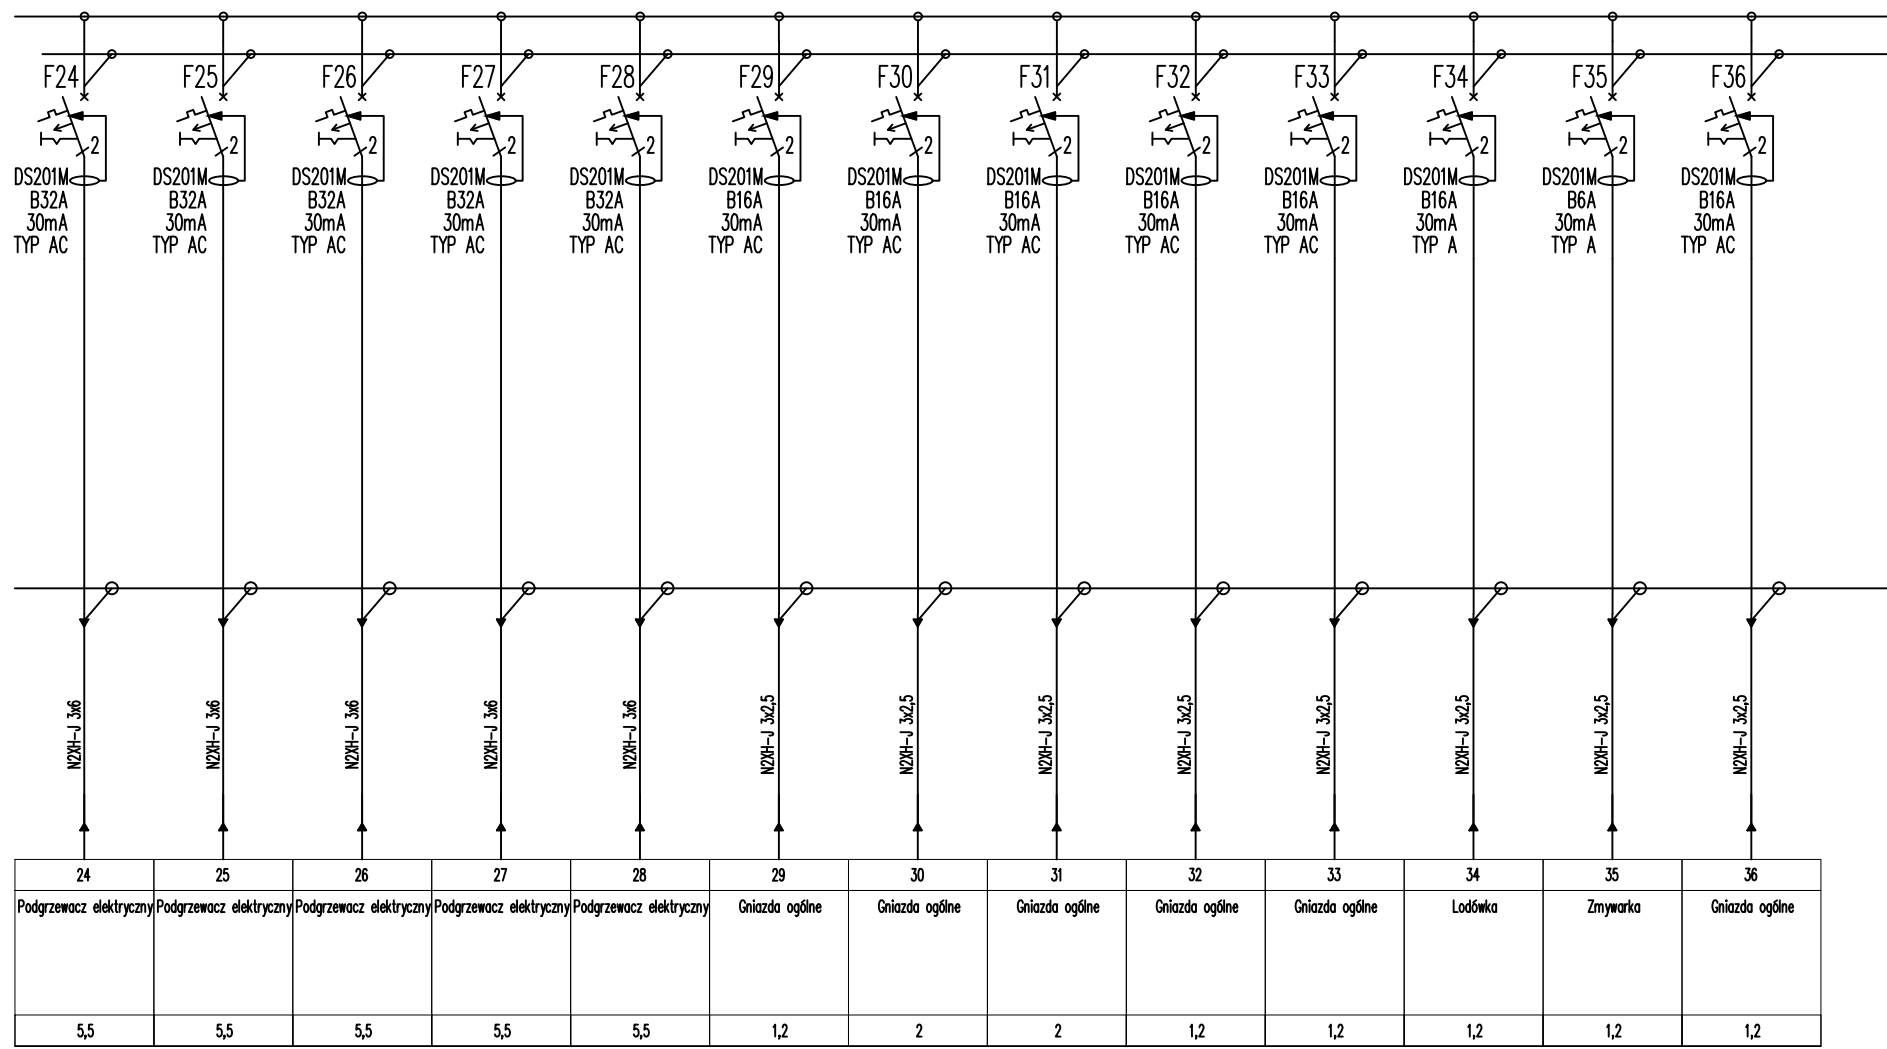 F24 F25 F26 F27 F28 F29 F30 F31 F32 F33 F34 F35 F36
2 2 2 2 2 2 2 2 2 2 2 2 2
DS201M DS201M DS201M DS201M DS201M DS201M DS201M DS201M DS201M DS201M DS201M DS201M DS201M
B32A B32A B32A B32A B32A B16A B16A B16A B16A B16A B16A B6A B16A
30mA 30mA 30mA 30mA 30mA 30mA 30mA 30mA 30mA 30mA 30mA 30mA 30mA
TYP AC TYP AC TYP AC TYP AC TYP AC TYP AC TYP AC TYP AC TYP AC TYP AC TYP A TYP A TYP AC
N2XH-J 3x6 N2XH-J 3x6 N2XH-J 3x6 N2XH-J 3x6 N2XH-J 3x6 N2XH-J 3x2,5 N2XH-J 3x2,5 N2XH-J 3x2,5 N2XH-J 3x2,5 N2XH-J 3x2,5 N2XH-J 3x2,5 N2XH-J 3x2,5 N2XH-J 3x2,5
24 25 26 27 28 29 30 31 32 33 34 35 36
Podgrzewacz elektryczny Podgrzewacz elektryczny Podgrzewacz elektryczny Podgrzewacz elektryczny Podgrzewacz elektryczny Gniazda ogólne Gniazda ogólne Gniazda ogólne Gniazda ogólne Gniazda ogólne Lodówka Zmywarka Gniazda ogólne
5,5 5,5 5,5 5,5 5,5 1,2 2 2 1,2 1,2 1,2 1,2 1,2